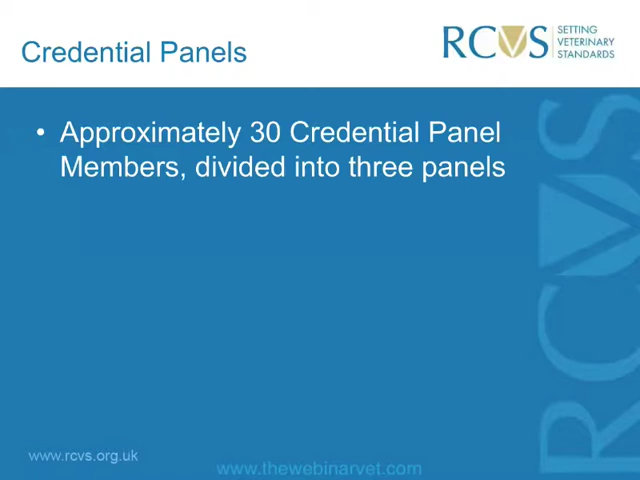 Credential Panels
RCVS
SETTING
VETERINARY
STANDARDS
• Approximately 30 Credential Panel
Members, divided into three panels
RCVS
www.rcvs.org.uk
www.thewebinarvet.com